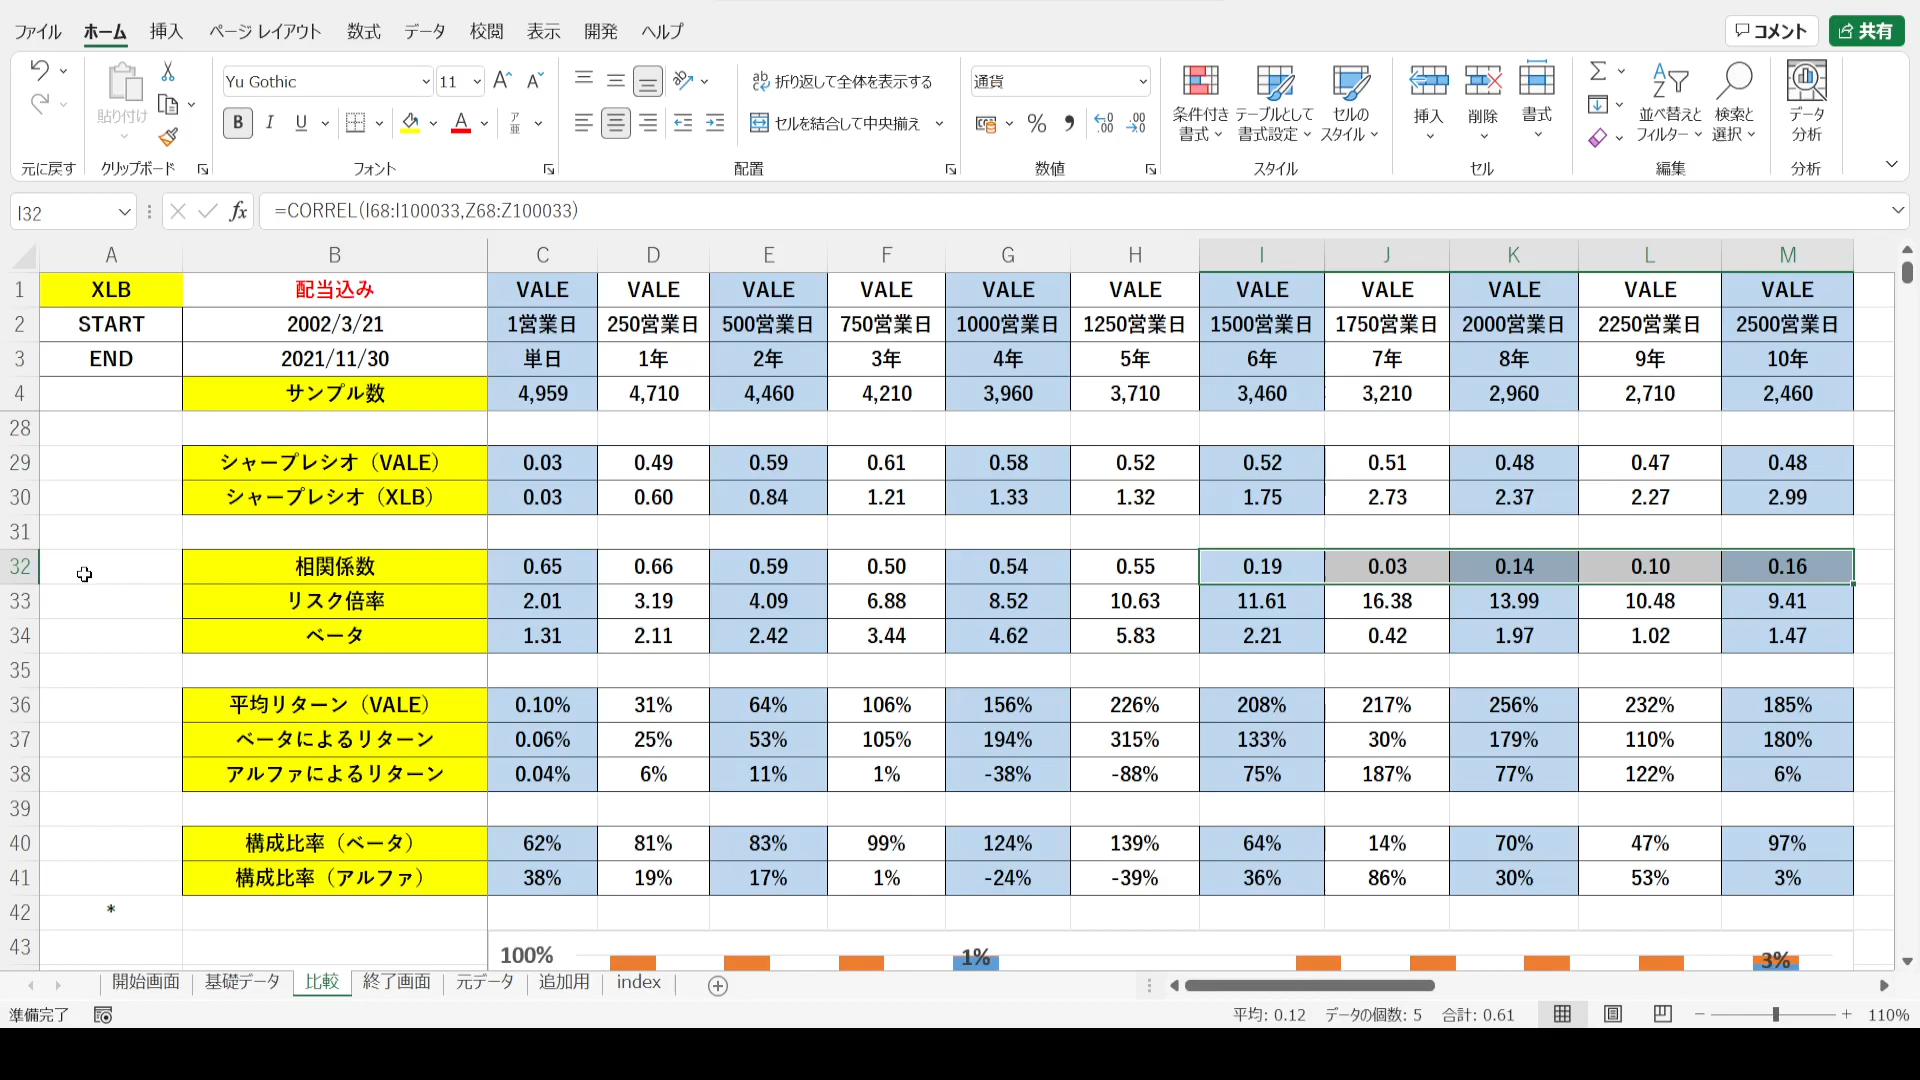 ファイル ホーム 挿入 ページ レイアウト 数式 データ 校閲 表示 開発 ヘルプ コメント 共有
Yu Gothic 11 折り返して全体を表示する 通貨
貼り付け B I U A セルを結合して中央揃え % 条件付き書式 テーブルとして書式設定 セルのスタイル 挿入 削除 書式 並べ替えとフィルター 検索と選択 データ分析
元に戻す クリップボード フォント 配置 数値 スタイル セル 編集 分析
I32 fx =CORREL(I68:I100033,Z68:Z100033)
A B C D E F G H I J K L M
1 XLB 配当込み VALE VALE VALE VALE VALE VALE VALE VALE VALE VALE VALE
2 START 2002/3/21 1営業日 250営業日 500営業日 750営業日 1000営業日 1250営業日 1500営業日 1750営業日 2000営業日 2250営業日 2500営業日
3 END 2021/11/30 単日 1年 2年 3年 4年 5年 6年 7年 8年 9年 10年
4 サンプル数 4,959 4,710 4,460 4,210 3,960 3,710 3,460 3,210 2,960 2,710 2,460
28
29 シャープレシオ（VALE） 0.03 0.49 0.59 0.61 0.58 0.52 0.52 0.51 0.48 0.47 0.48
30 シャープレシオ（XLB） 0.03 0.60 0.84 1.21 1.33 1.32 1.75 2.73 2.37 2.27 2.99
31
32 相関係数 0.65 0.66 0.59 0.50 0.54 0.55 0.19 0.03 0.14 0.10 0.16
33 リスク倍率 2.01 3.19 4.09 6.88 8.52 10.63 11.61 16.38 13.99 10.48 9.41
34 ベータ 1.31 2.11 2.42 3.44 4.62 5.83 2.21 0.42 1.97 1.02 1.47
35
36 平均リターン（VALE） 0.10% 31% 64% 106% 156% 226% 208% 217% 256% 232% 185%
37 ベータによるリターン 0.06% 25% 53% 105% 194% 315% 133% 30% 179% 110% 180%
38 アルファによるリターン 0.04% 6% 11% 1% -38% -88% 75% 187% 77% 122% 6%
39
40 構成比率（ベータ） 62% 81% 83% 99% 124% 139% 64% 14% 70% 47% 97%
41 構成比率（アルファ） 38% 19% 17% 1% -24% -39% 36% 86% 30% 53% 3%
42 *
43 100% 1% 3%
開始画面 基礎データ 比較 終了画面 元データ 追加用 index
準備完了 平均: 0.12 データの個数: 5 合計: 0.61 110%